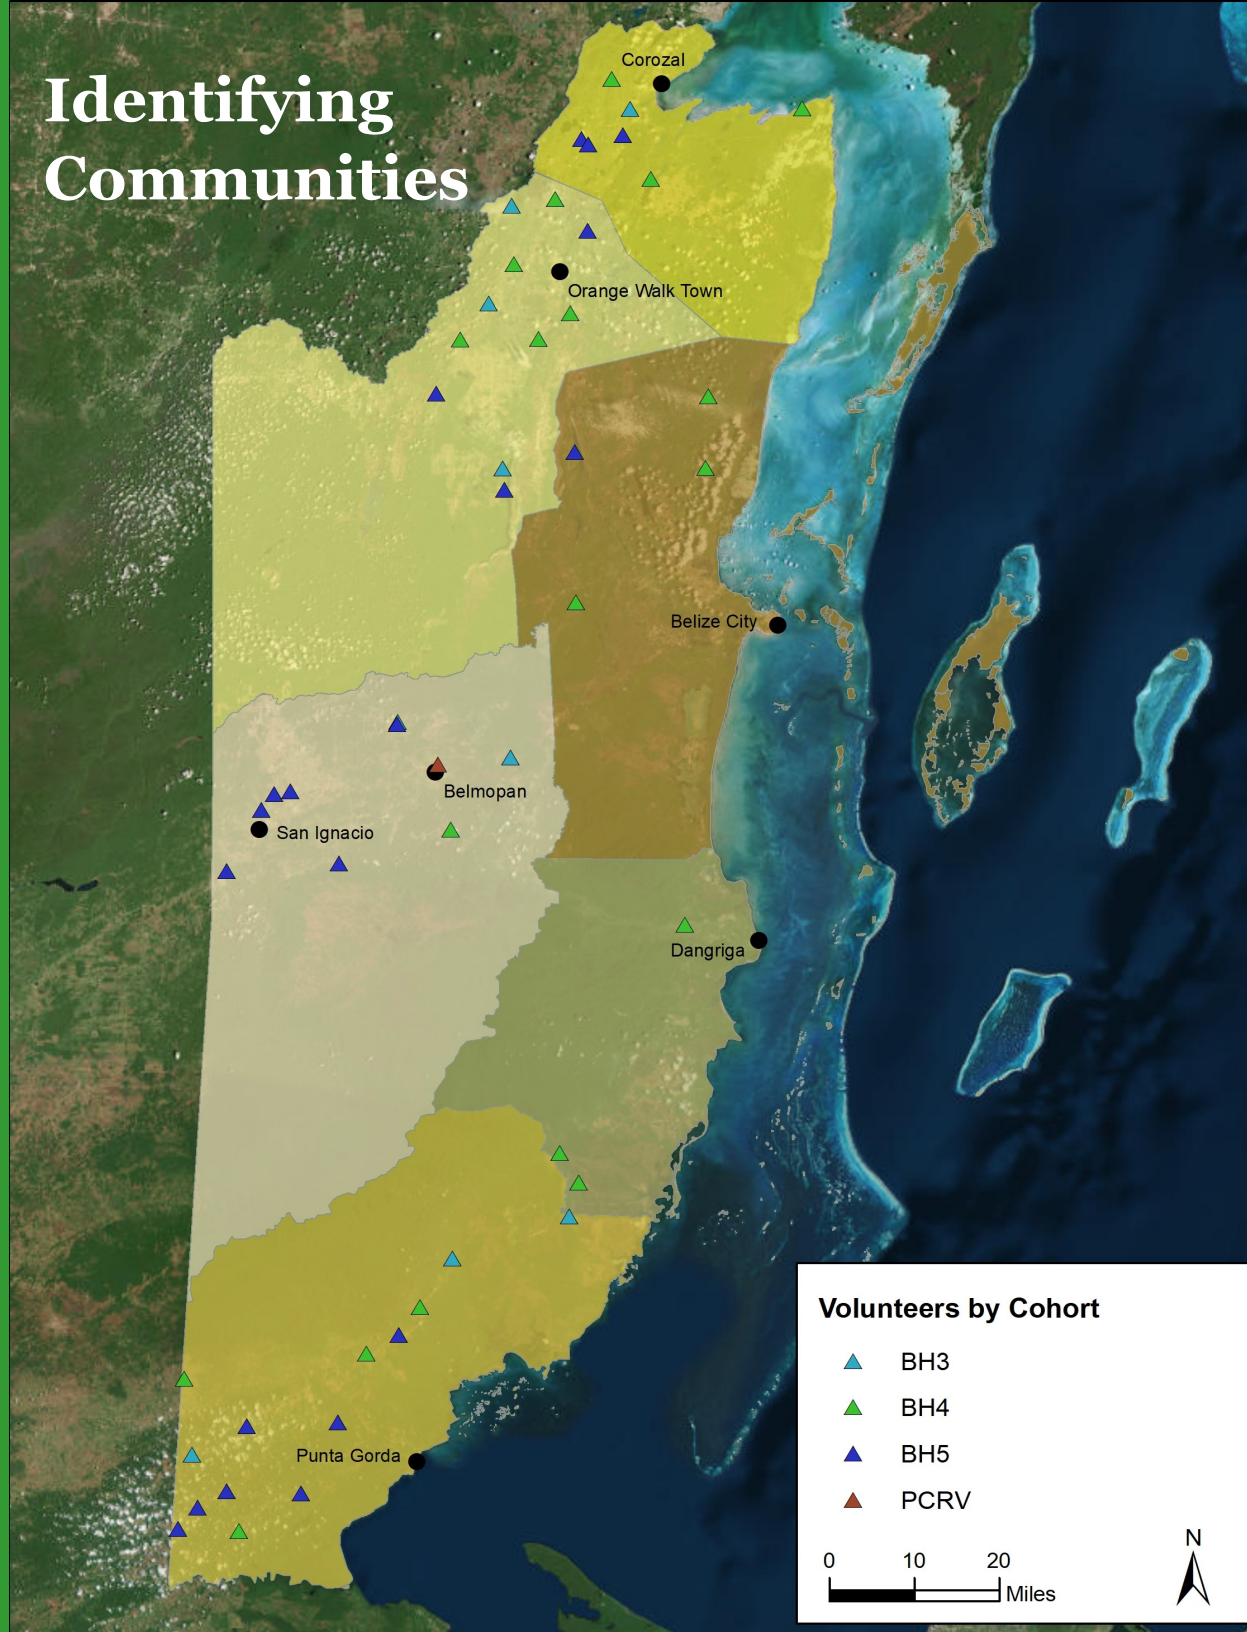 Identifying
Communities
Corozal
Orange Walk Town
Belize City
Belmopan
San Ignacio
Dangriga
Punta Gorda
Volunteers by Cohort
BH3
BH4
BH5
PCRV
N
0 10 20
Miles